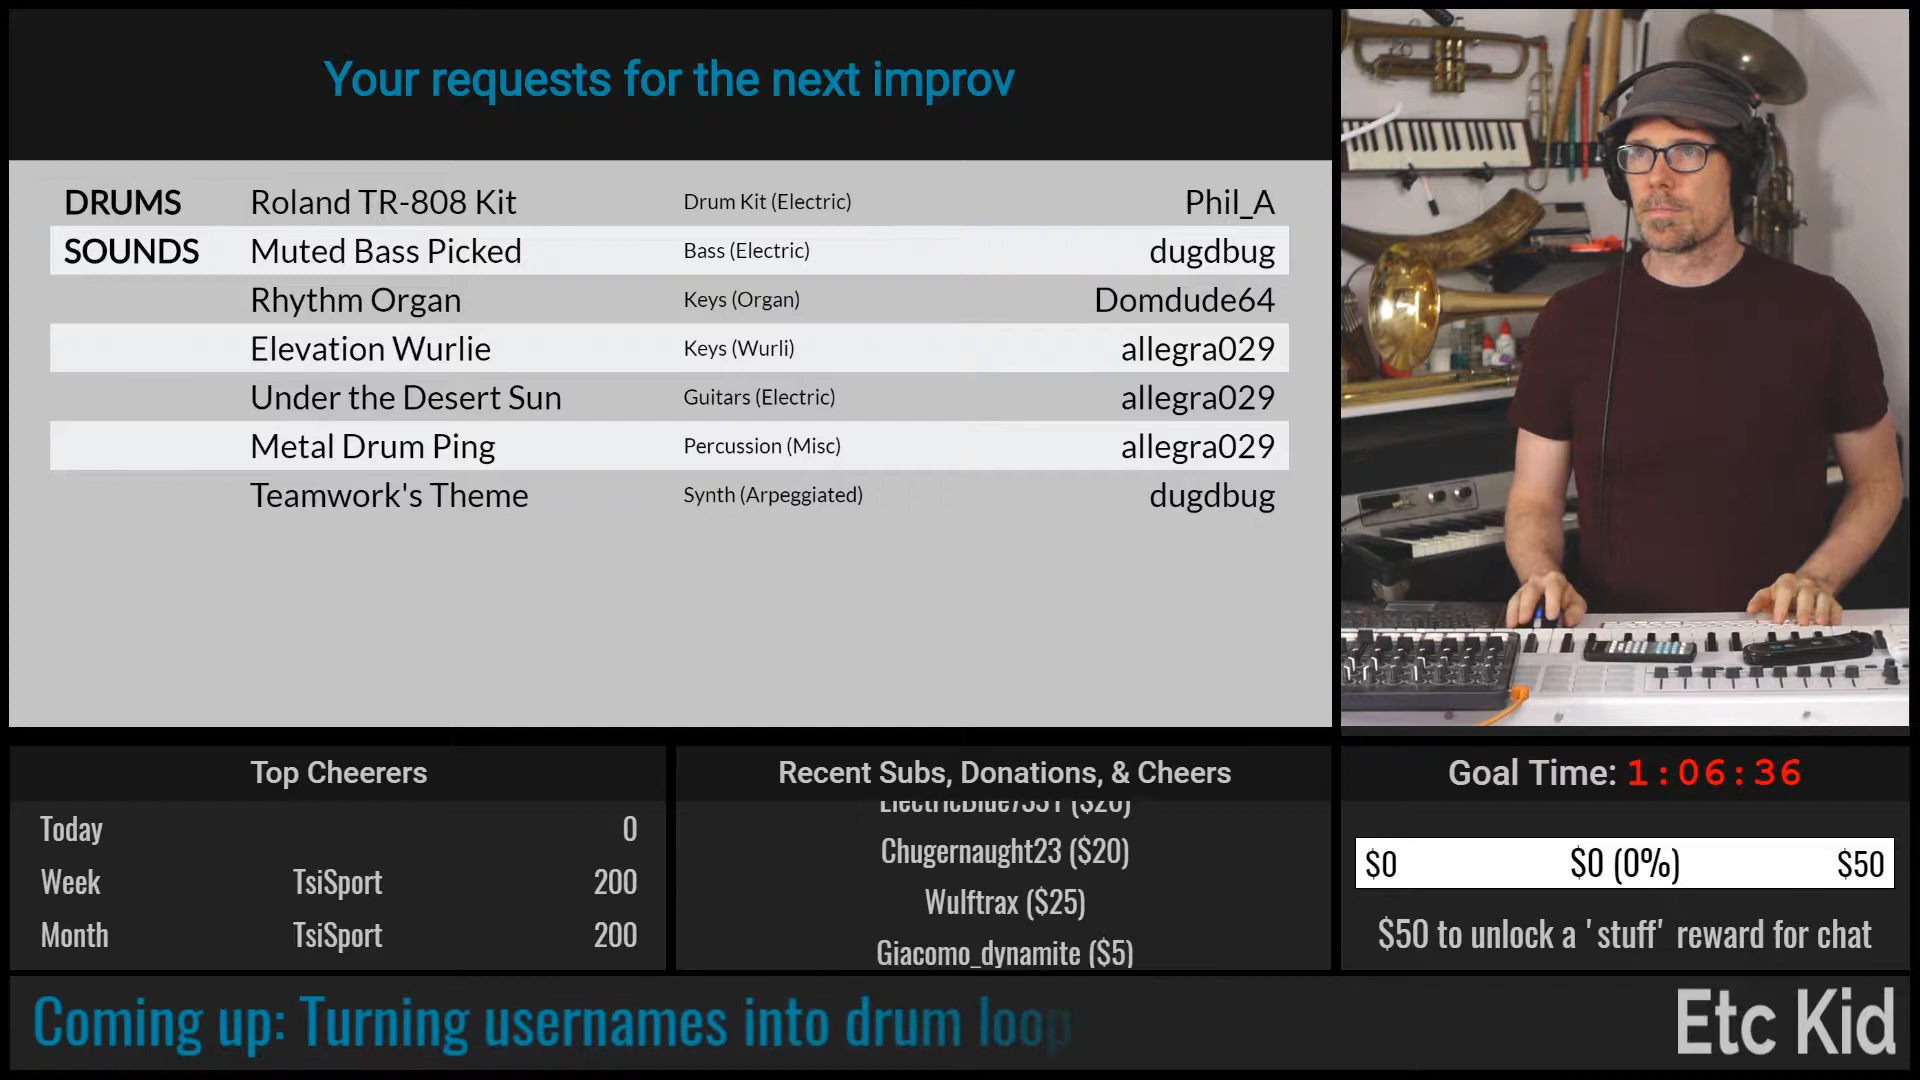 Your requests for the next improv
DRUMS Roland TR-808 Kit Drum Kit (Electric) Phil_A
SOUNDS Muted Bass Picked Bass (Electric) dugdbug
Rhythm Organ Keys (Organ) Domdude64
Elevation Wurlie Keys (Wurli) allegra029
Under the Desert Sun Guitars (Electric) allegra029
Metal Drum Ping Percussion (Misc) allegra029
Teamwork's Theme Synth (Arpeggiated) dugdbug
Top Cheerers
Today 0
Week TsiSport 200
Month TsiSport 200
Recent Subs, Donations, & Cheers
Chugernaught23 ($20)
Wulftrax ($25)
Giacomo_dynamite ($5)
Goal Time: 1:06:36
$0 $0 (0%) $50
$50 to unlock a 'stuff' reward for chat
Coming up: Turning usernames into drum loop
Etc Kid